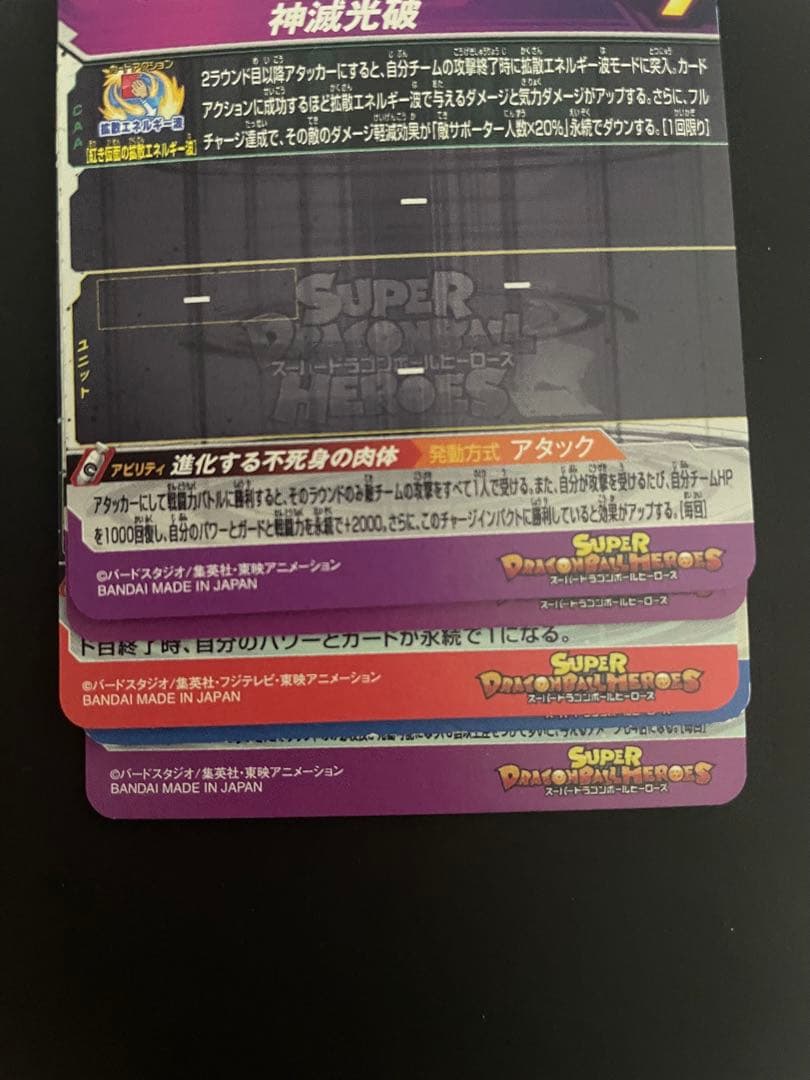 神滅光破
カードアクション
拡散エネルギー波
CAA
[紅き仮面の拡散エネルギー波]
2ラウンド目以降アタッカーにすると、自分チームの攻撃終了時に拡散エネルギー波モードに突入。カード
アクションに成功するほど拡散エネルギー波で与えるダメージと気力ダメージがアップする。さらに、フル
チャージ達成で、その敵のダメージ軽減効果が「敵サポーター人数×20%」永続でダウンする。[1回限り]
ー
ー
ー
ユニット
SUPER
DRAGONBALL
スーパードラゴンボールヒーローズ
HEROES
ー
アビリティ 進化する不死身の肉体 発動方式 アタック
アタッカーにして戦闘力バトルに勝利すると、そのラウンドのみ敵チームの攻撃をすべて1人で受ける。また、自分が攻撃を受けるたび、自分チームHP
を1000回復し、自分のパワーとガードと戦闘力を永続で+2000。さらに、このチャージインパクトに勝利していると効果がアップする。[毎回]
©バードスタジオ/集英社・東映アニメーション
BANDAI MADE IN JAPAN
SUPER
DRAGONBALL HEROES
スーパードラゴンボールヒーローズ
スーパードラゴンボールヒーローズ
ド目終了時、自分のパワーとガードが永続で1になる。
©バードスタジオ/集英社・フジテレビ・東映アニメーション
BANDAI MADE IN JAPAN
SUPER
DRAGONBALL HEROES
スーパードラゴンボールヒーローズ
©バードスタジオ/集英社・東映アニメーション
BANDAI MADE IN JAPAN
SUPER
DRAGONBALL HEROES
スーパードラゴンボールヒーローズ